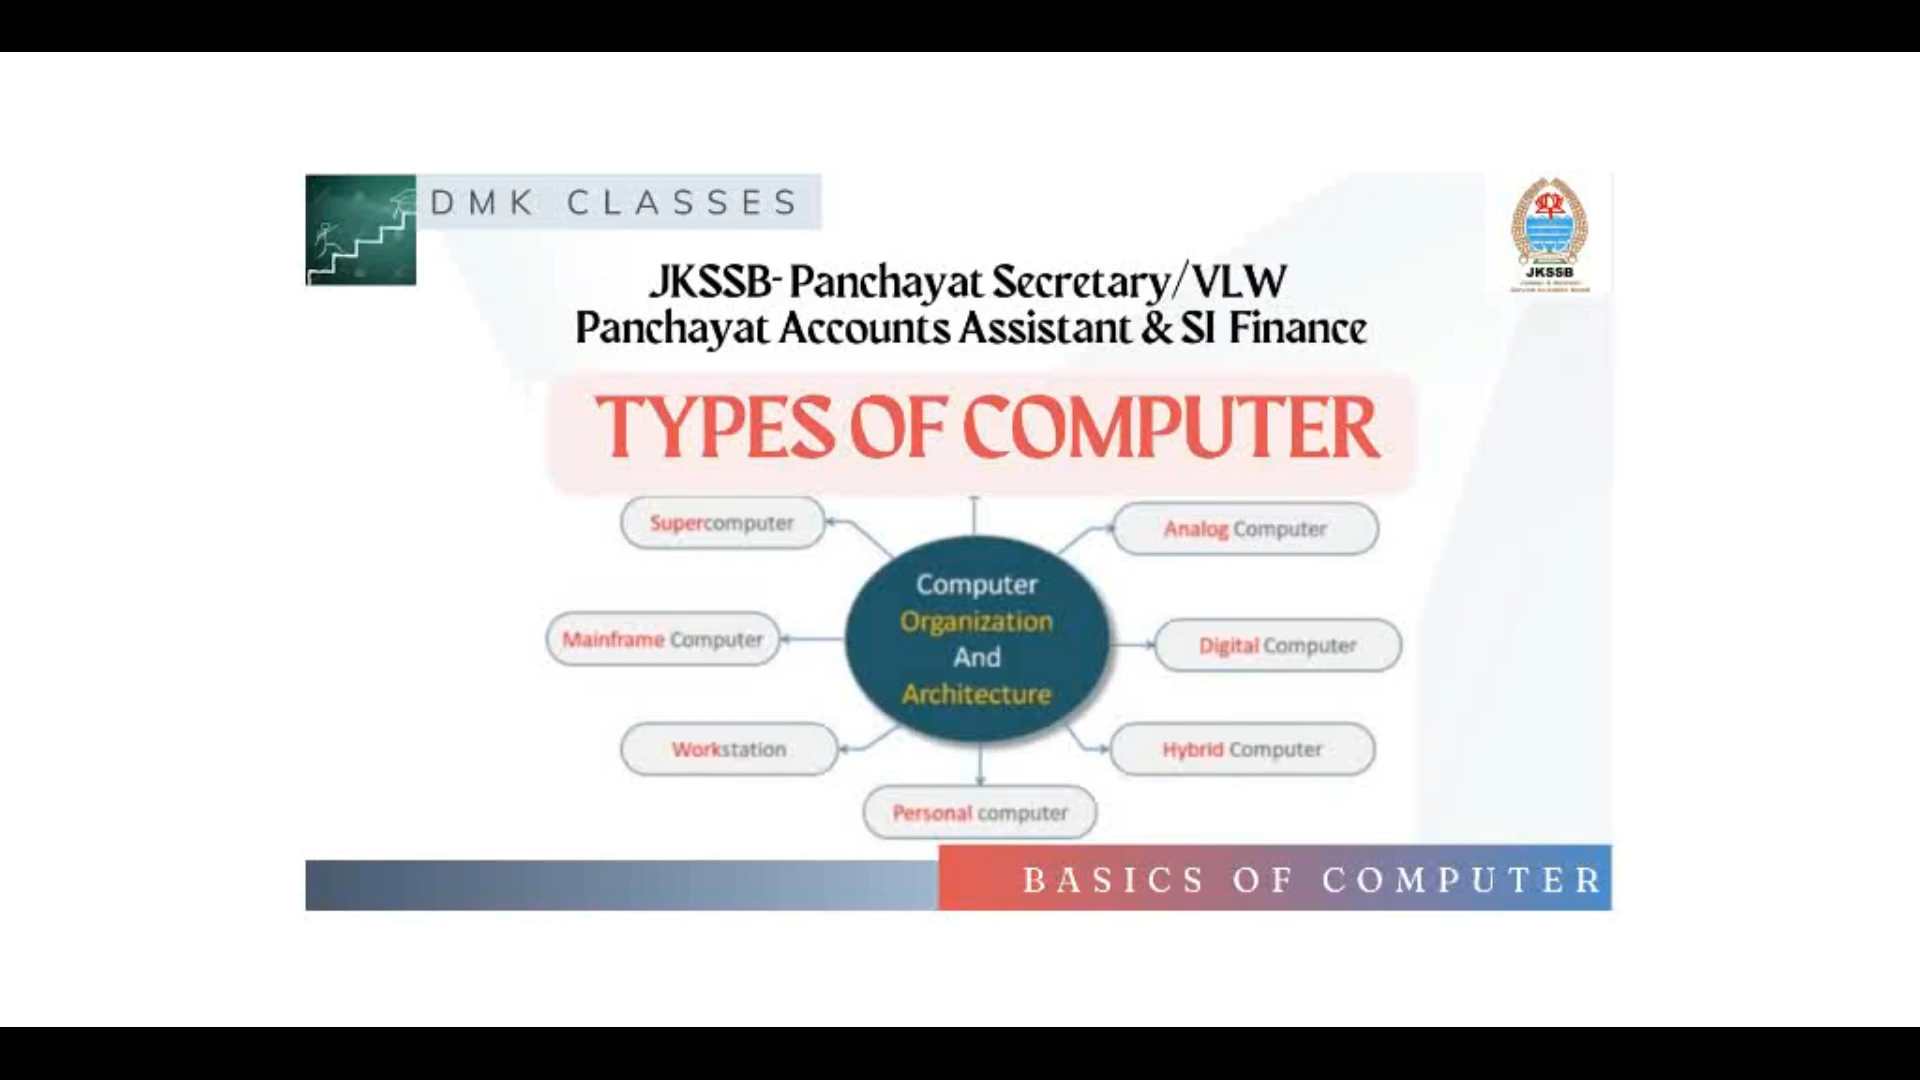 DMK CLASSES
JKSSB
JKSSB- Panchayat Secretary/VLW
Panchayat Accounts Assistant & SI Finance
TYPES OF COMPUTER
Supercomputer
Analog Computer
Computer
Organization
And
Architecture
Mainframe Computer
Digital Computer
Workstation
Hybrid Computer
Personal computer
BASICS OF COMPUTER